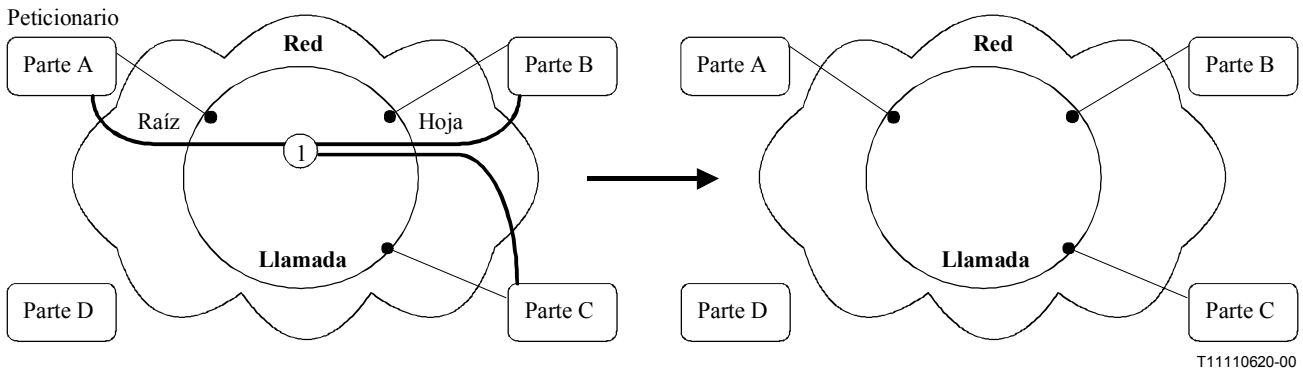 Peticionario
Parte A
Red
Parte B
Raíz
Hoja
1
Llamada
Parte D
Parte C
Parte A
Red
Parte B
Llamada
Parte D
Parte C
T11110620-00